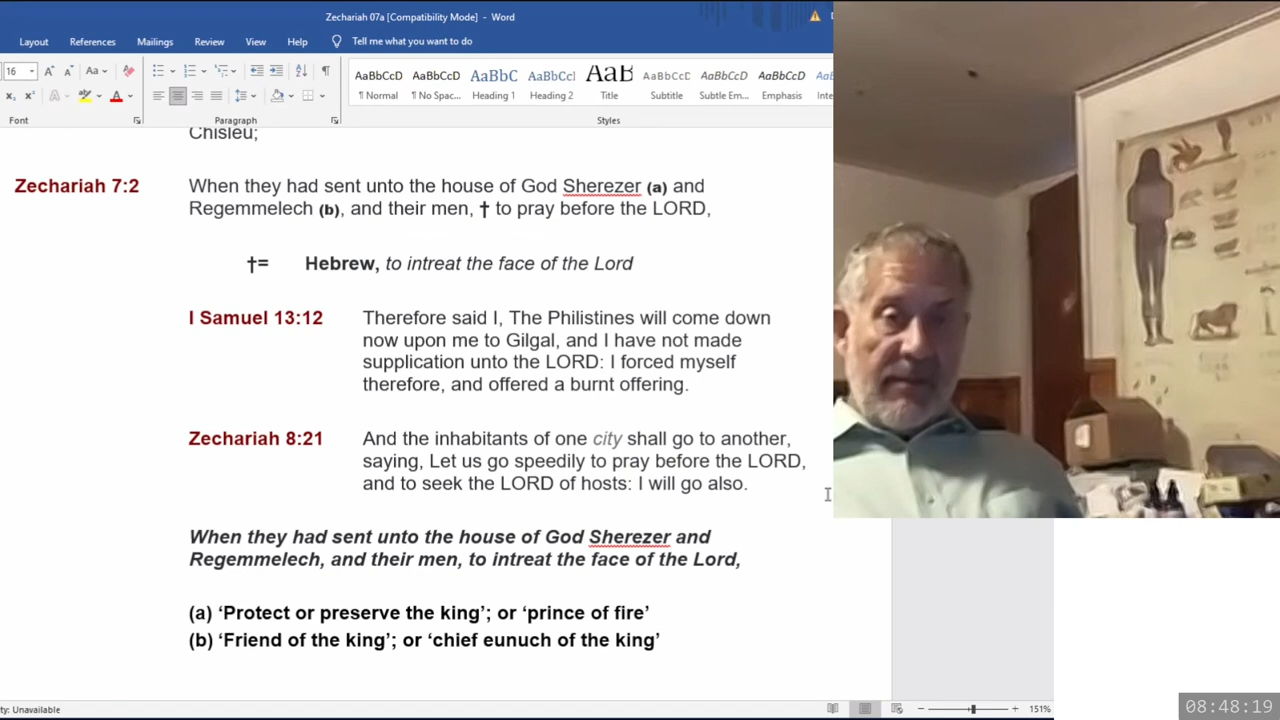 Zechariah 07a [Compatibility Mode] - Word
Layout References Mailings Review View Help Tell me what you want to do
16 A A Aa
AaBbCcD AaBbCcD AaBbC AaBbCcC AaB AaBbCcD AaBbCcD AaBbCcD AaB
¶ Normal ¶ No Spac... Heading 1 Heading 2 Title Subtitle Subtle Em... Emphasis Inte
Font Paragraph Styles
Chisleu;
Zechariah 7:2 When they had sent unto the house of God Sherezer (a) and
Regemmelech (b), and their men, † to pray before the LORD,
†= Hebrew, to intreat the face of the Lord
I Samuel 13:12 Therefore said I, The Philistines will come down
now upon me to Gilgal, and I have not made
supplication unto the LORD: I forced myself
therefore, and offered a burnt offering.
Zechariah 8:21 And the inhabitants of one city shall go to another,
saying, Let us go speedily to pray before the LORD,
and to seek the LORD of hosts: I will go also.
When they had sent unto the house of God Sherezer and
Regemmelech, and their men, to intreat the face of the Lord,
(a) ‘Protect or preserve the king’; or ‘prince of fire’
(b) ‘Friend of the king’; or ‘chief eunuch of the king’
ty: Unavailable 151%
08:48:19